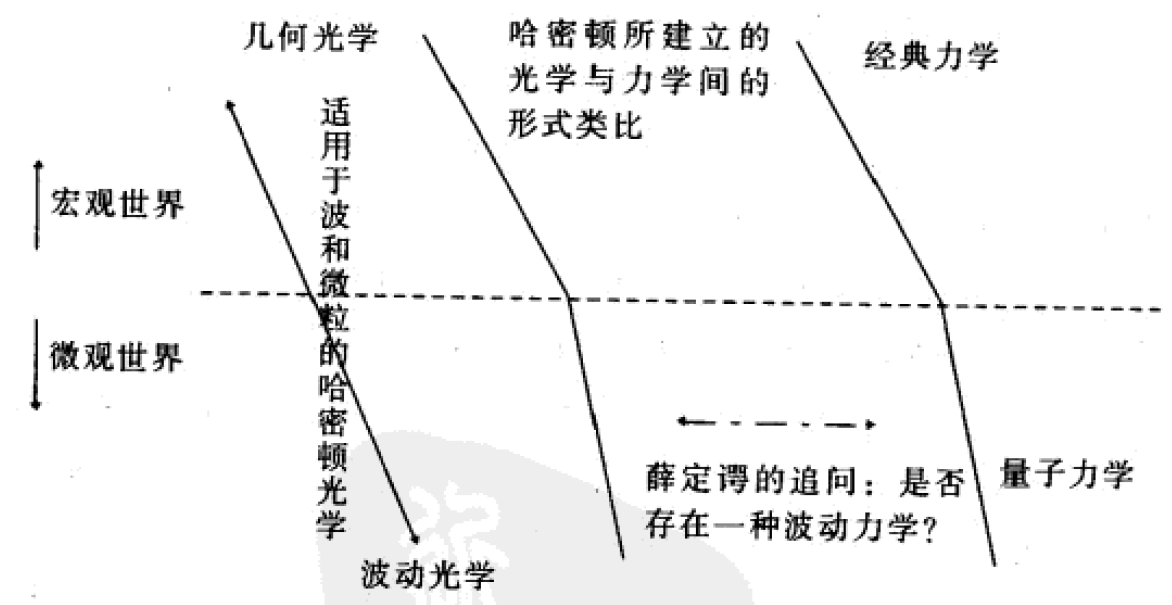 几何光学
哈密顿所建立的
光学与力学间的
形式类比
经典力学
适用于波和微粒的哈密顿光学
宏观世界
微观世界
薛定谔的追问：是否
存在一种波动力学？
量子力学
波动光学